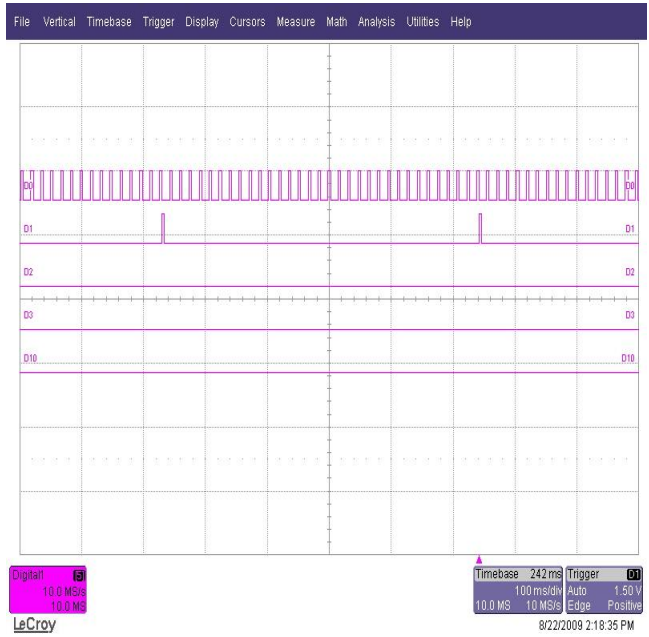 File Vertical Timebase Trigger Display Cursors Measure Math Analysis Utilities Help
D0 D0
D1 D1
D2 D2
D3 D3
D10 D10
Digital1 5
10.0 MS/s
10.0 MS
Timebase 242 ms
100 ms/div
10.0 MS 10 MS/s
Trigger D1
Auto 1.50 V
Edge Positive
LeCroy
8/22/2009 2:18:35 PM